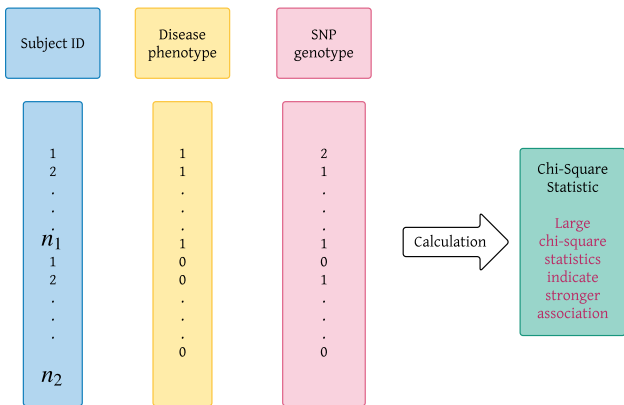 Subject ID
Disease
phenotype
SNP
genotype
1 1 2
2 1 1
. . .
. . .
. . .
n₁ 1 1
1 0 0
2 0 1
. . .
. . .
. . .
0 0
n₂
Calculation
Chi-Square
Statistic
Large
chi-square
statistics
indicate
stronger
association